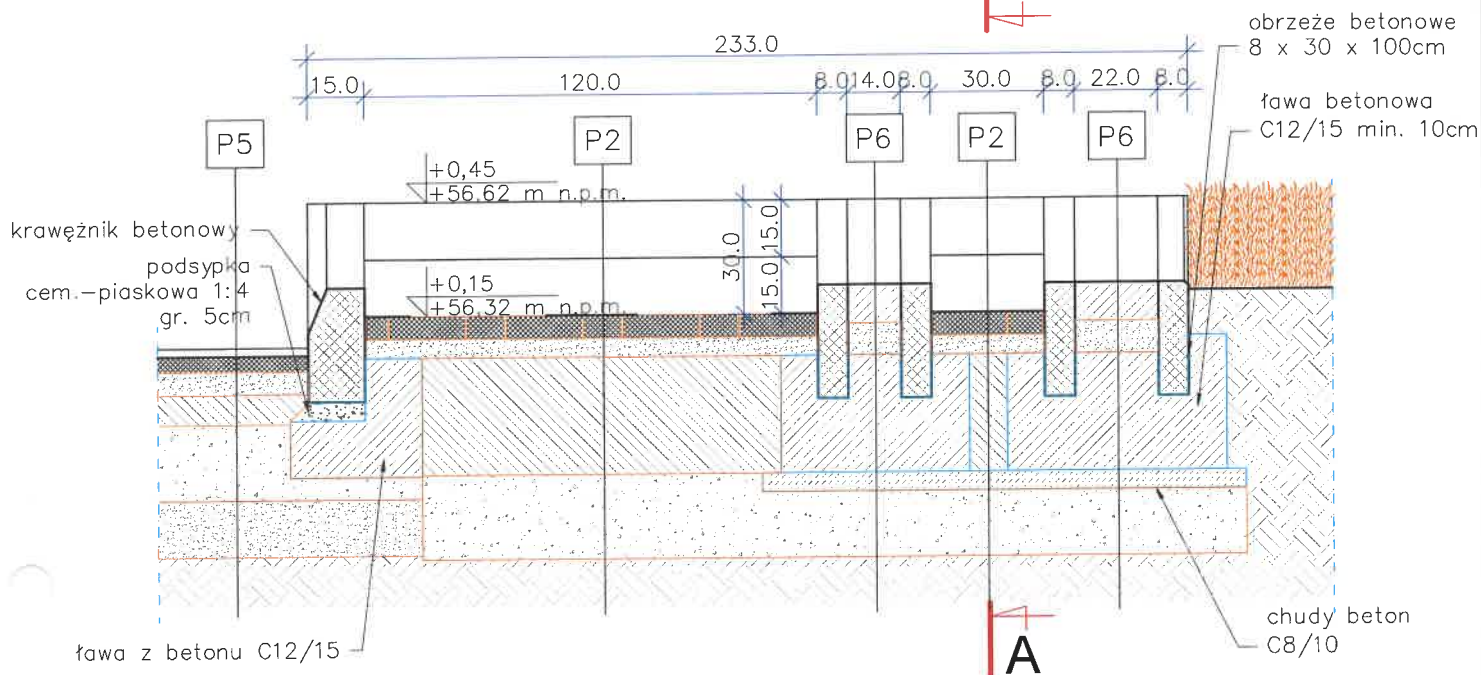 obrzeże betonowe
8 x 30 x 100cm
233.0
15.0
120.0
8.0
14.0
8.0
30.0
8.0
22.0
8.0
ława betonowa
C12/15 min. 10cm
P5
P2
P6
P2
P6
+0,45
+56.62 m n.p.m.
krawężnik betonowy
podsypka
cem.-piaskowa 1:4
gr. 5cm
30.0
15.0
15.0
+0,15
+56.32 m n.p.m.
ława z betonu C12/15
A
chudy beton
C8/10